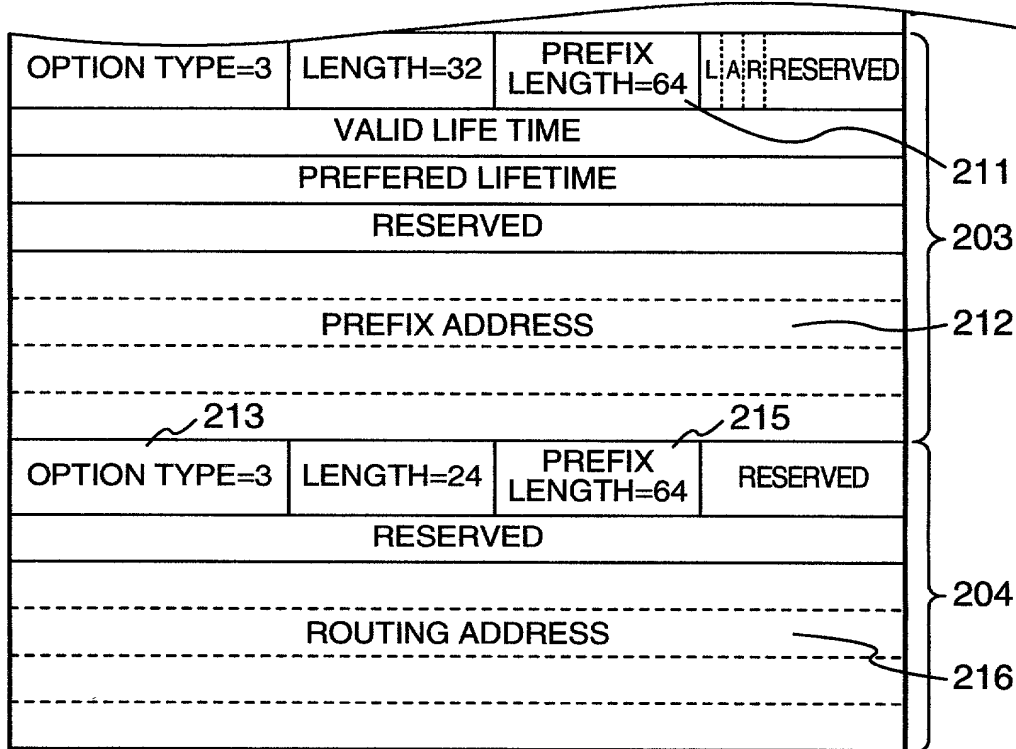 OPTION TYPE=3 LENGTH=32 PREFIX LENGTH=64 L A R RESERVED
VALID LIFE TIME
211
PREFERED LIFETIME
RESERVED
203
PREFIX ADDRESS
212
213
215
OPTION TYPE=3 LENGTH=24 PREFIX LENGTH=64 RESERVED
RESERVED
204
ROUTING ADDRESS
216